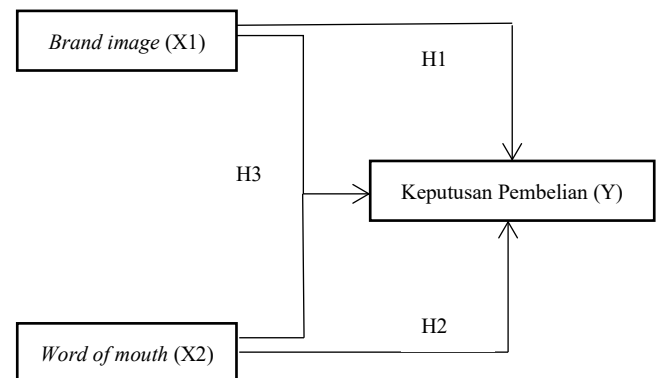 Brand image (X1)
H1
H3
Keputusan Pembelian (Y)
H2
Word of mouth (X2)